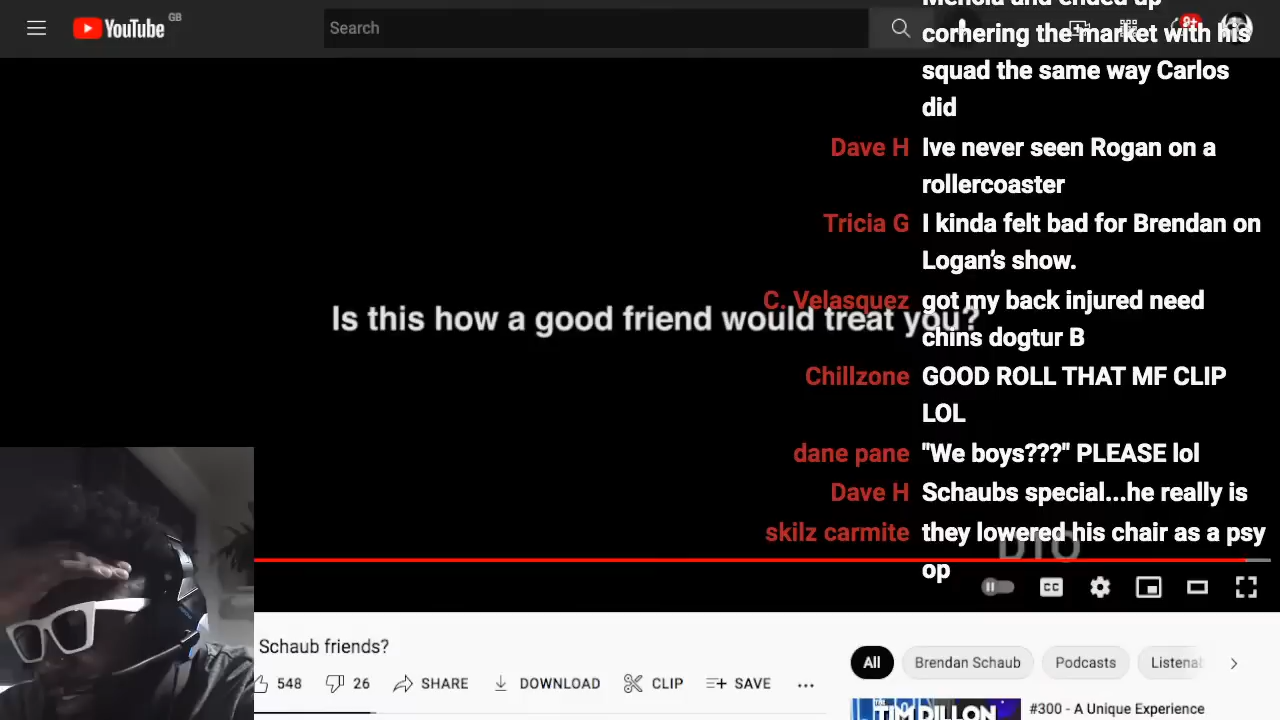 YouTube GB
Search
9+
cornering the market with his
squad the same way Carlos
did
Dave H Ive never seen Rogan on a
rollercoaster
Tricia G I kinda felt bad for Brendan on
Logan's show.
C. Velasquez got my back injured need
chins dogtur B
Is this how a good friend would treat you?
Chillzone GOOD ROLL THAT MF CLIP
LOL
dane pane "We boys???" PLEASE lol
Dave H Schaubs special...he really is
skilz carmite they lowered his chair as a psy
op
DTO
CC
Schaub friends?
548 26 SHARE DOWNLOAD CLIP SAVE ...
All Brendan Schaub Podcasts
THE
TIM DILLON
#300 - A Unique Experience